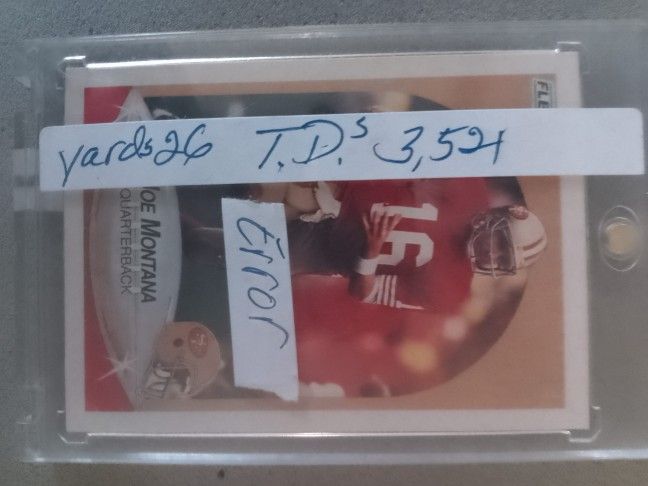 yards 26 T.D.s 3,521
Error
JOE MONTANA
QUARTERBACK
16
FLE